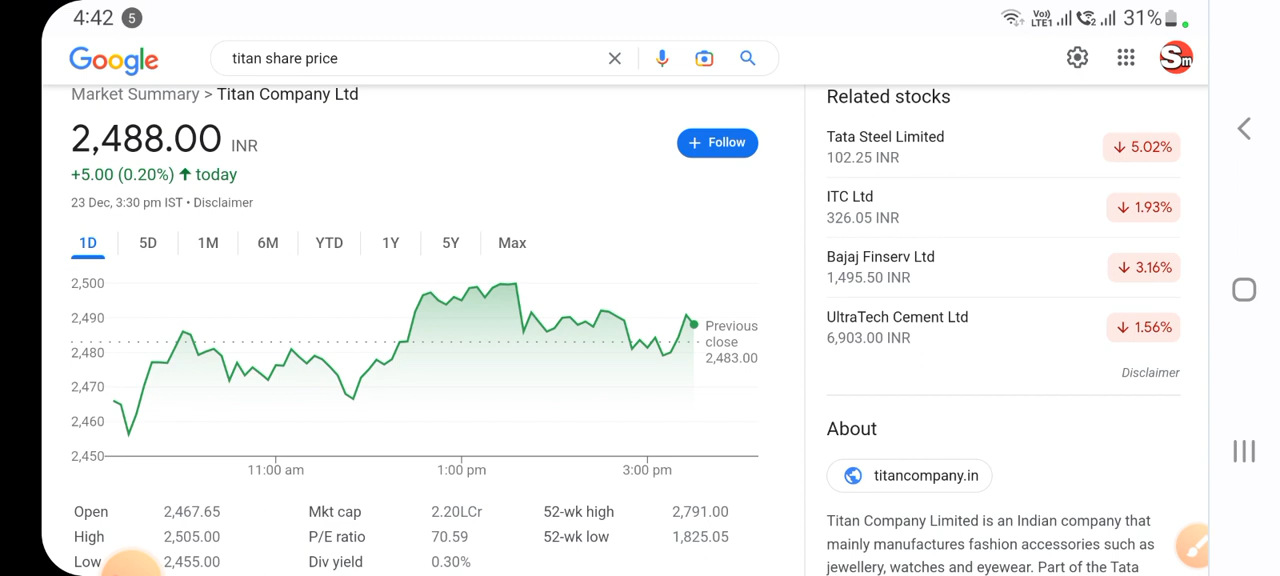 4:42 5
Vo)) LTE1 2 31%
Google
titan share price
Market Summary > Titan Company Ltd
2,488.00 INR
+ Follow
+5.00 (0.20%) ↑ today
23 Dec, 3:30 pm IST • Disclaimer
1D 5D 1M 6M YTD 1Y 5Y Max
2,500
2,490
2,480
2,470
2,460
2,450
Previous
close
2,483.00
11:00 am 1:00 pm 3:00 pm
Open 2,467.65 Mkt cap 2.20LCr 52-wk high 2,791.00
High 2,505.00 P/E ratio 70.59 52-wk low 1,825.05
Low 2,455.00 Div yield 0.30%
Related stocks
Tata Steel Limited
102.25 INR ↓ 5.02%
ITC Ltd
326.05 INR ↓ 1.93%
Bajaj Finserv Ltd
1,495.50 INR ↓ 3.16%
UltraTech Cement Ltd
6,903.00 INR ↓ 1.56%
Disclaimer
About
titancompany.in
Titan Company Limited is an Indian company that
mainly manufactures fashion accessories such as
jewellery, watches and eyewear. Part of the Tata
Sm